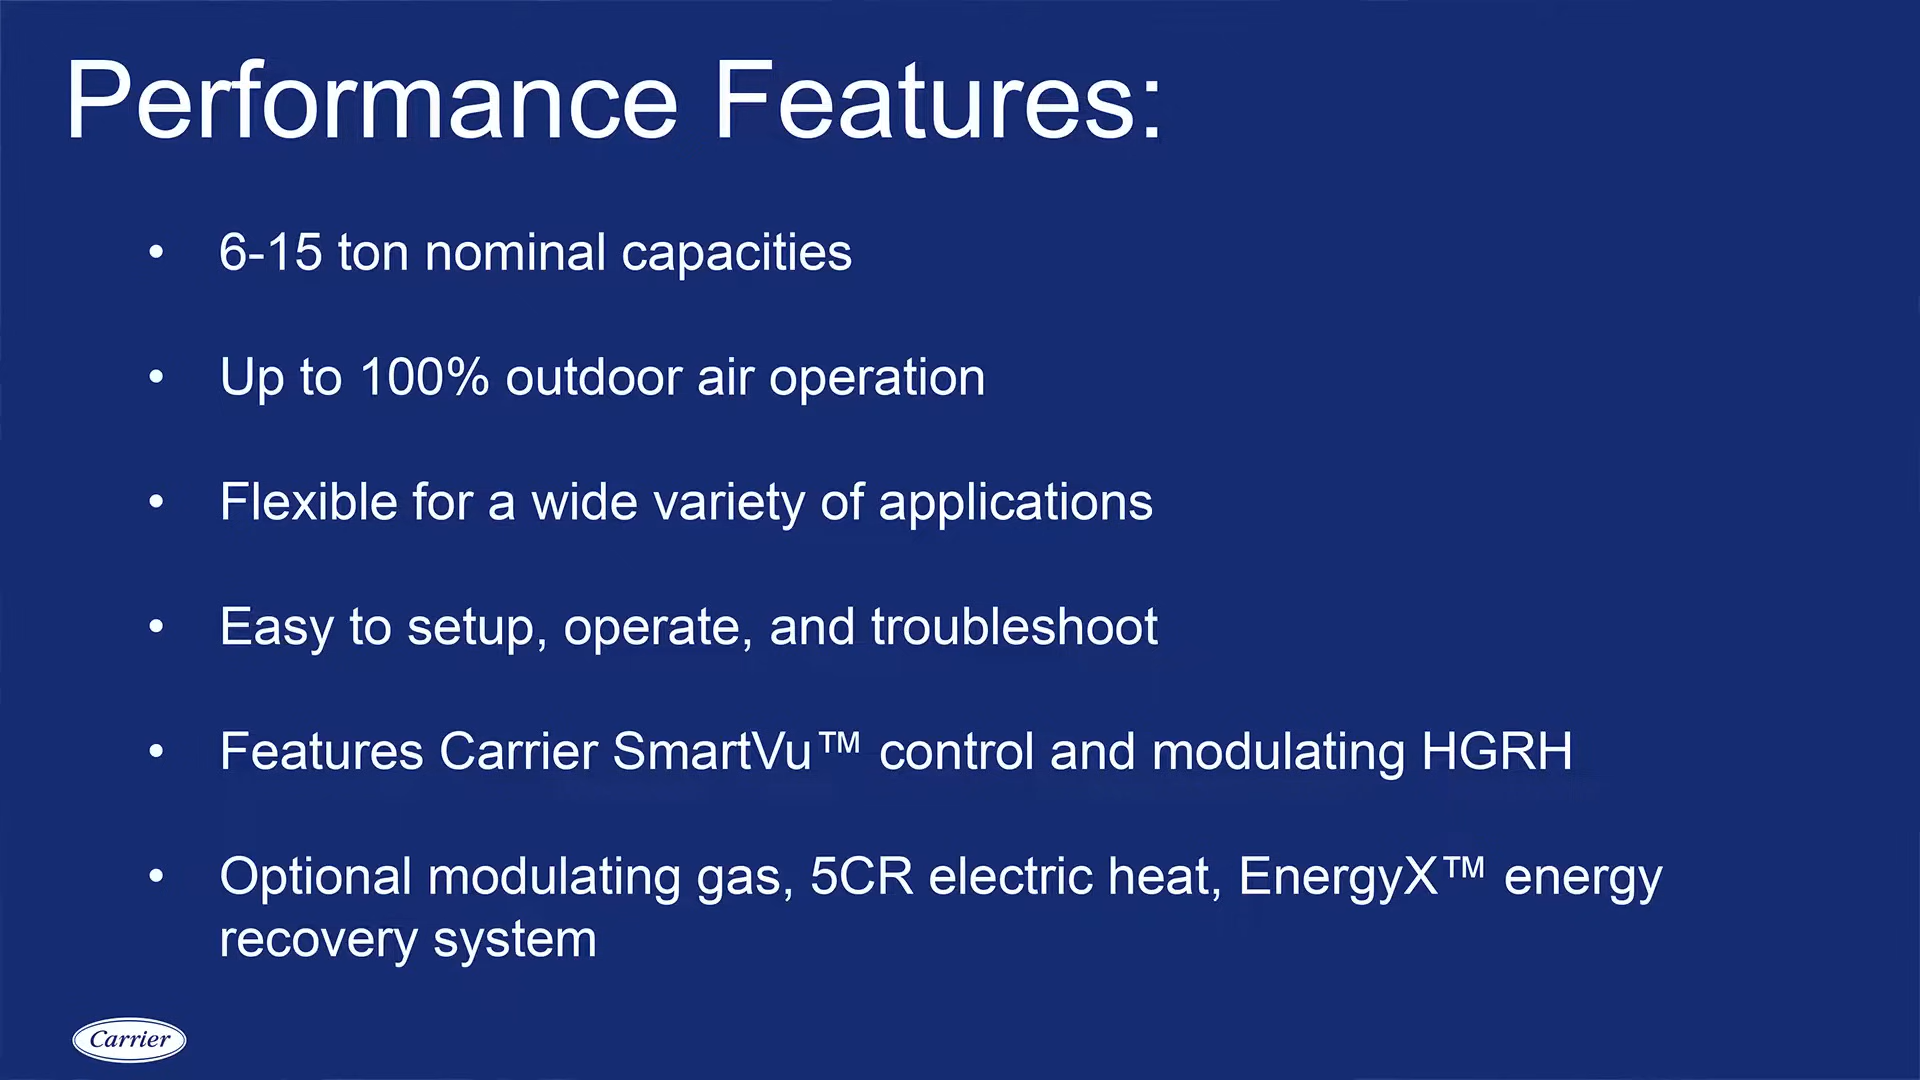 Performance Features:
• 6-15 ton nominal capacities
• Up to 100% outdoor air operation
• Flexible for a wide variety of applications
• Easy to setup, operate, and troubleshoot
• Features Carrier SmartVu™ control and modulating HGRH
• Optional modulating gas, 5CR electric heat, EnergyX™ energy
recovery system
Carrier